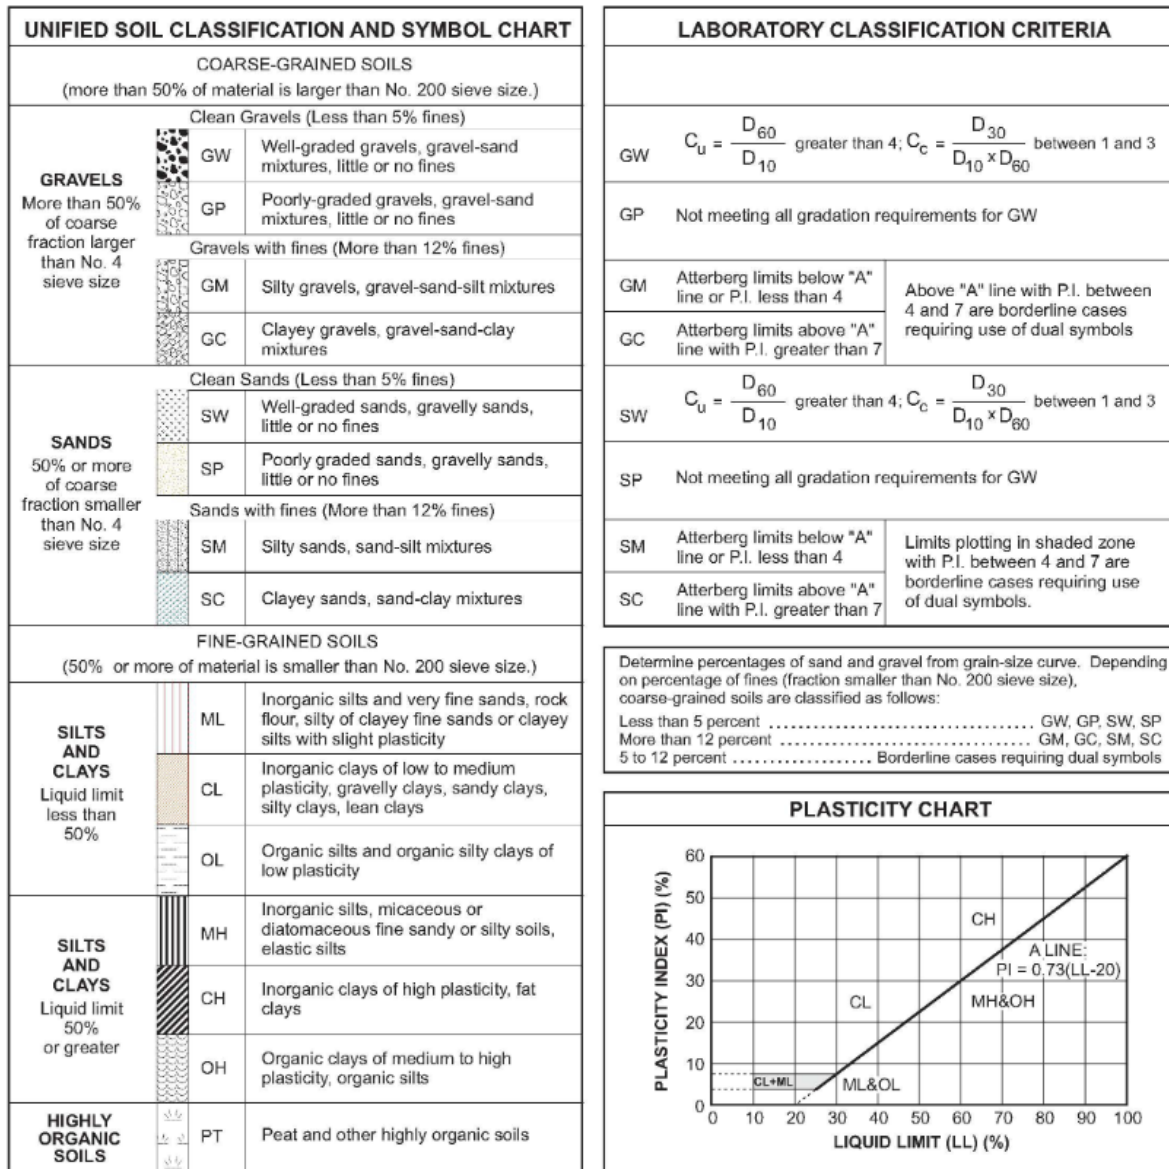 UNIFIED SOIL CLASSIFICATION AND SYMBOL CHART
COARSE-GRAINED SOILS
(more than 50% of material is larger than No. 200 sieve size.)
GRAVELS
More than 50%
of coarse
fraction larger
than No. 4
sieve size
Clean Gravels (Less than 5% fines)
GW
Well-graded gravels, gravel-sand
mixtures, little or no fines
GP
Poorly-graded gravels, gravel-sand
mixtures, little or no fines
Gravels with fines (More than 12% fines)
GM
Silty gravels, gravel-sand-silt mixtures
GC
Clayey gravels, gravel-sand-clay
mixtures
SANDS
50% or more
of coarse
fraction smaller
than No. 4
sieve size
Clean Sands (Less than 5% fines)
SW
Well-graded sands, gravelly sands,
little or no fines
SP
Poorly graded sands, gravelly sands,
little or no fines
Sands with fines (More than 12% fines)
SM
Silty sands, sand-silt mixtures
SC
Clayey sands, sand-clay mixtures
FINE-GRAINED SOILS
(50% or more of material is smaller than No. 200 sieve size.)
SILTS
AND
CLAYS
Liquid limit
less than
50%
ML
Inorganic silts and very fine sands, rock
flour, silty of clayey fine sands or clayey
silts with slight plasticity
CL
Inorganic clays of low to medium
plasticity, gravelly clays, sandy clays,
silty clays, lean clays
OL
Organic silts and organic silty clays of
low plasticity
SILTS
AND
CLAYS
Liquid limit
50%
or greater
MH
Inorganic silts, micaceous or
diatomaceous fine sandy or silty soils,
elastic silts
CH
Inorganic clays of high plasticity, fat
clays
OH
Organic clays of medium to high
plasticity, organic silts
HIGHLY
ORGANIC
SOILS
PT
Peat and other highly organic soils
LABORATORY CLASSIFICATION CRITERIA
GW
Cu = D60 / D10 greater than 4; Cc = D30 / D10 x D60 between 1 and 3
GP
Not meeting all gradation requirements for GW
GM
Atterberg limits below "A"
line or P.I. less than 4
GC
Atterberg limits above "A"
line with P.I. greater than 7
Above "A" line with P.I. between
4 and 7 are borderline cases
requiring use of dual symbols
SW
Cu = D60 / D10 greater than 4; Cc = D30 / D10 x D60 between 1 and 3
SP
Not meeting all gradation requirements for GW
SM
Atterberg limits below "A"
line or P.I. less than 4
SC
Atterberg limits above "A"
line with P.I. greater than 7
Limits plotting in shaded zone
with P.I. between 4 and 7 are
borderline cases requiring use
of dual symbols.
Determine percentages of sand and gravel from grain-size curve. Depending
on percentage of fines (fraction smaller than No. 200 sieve size),
coarse-grained soils are classified as follows:
Less than 5 percent ........................................ GW, GP, SW, SP
More than 12 percent ...................................... GM, GC, SM, SC
5 to 12 percent ..................... Borderline cases requiring dual symbols
PLASTICITY CHART
PLASTICITY INDEX (PI) (%)
60
50
40
30
20
10
0
CH
A LINE:
PI = 0.73(LL-20)
CL
MH&OH
CL+ML
ML&OL
0 10 20 30 40 50 60 70 80 90 100
LIQUID LIMIT (LL) (%)